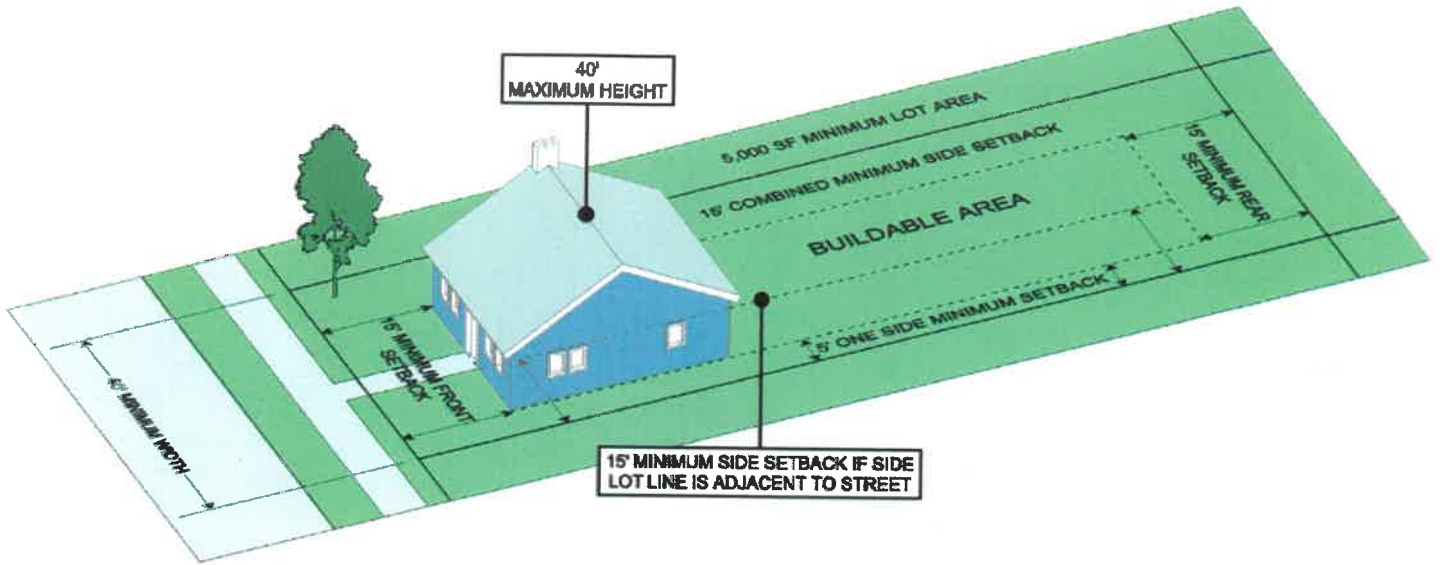 40'
MAXIMUM HEIGHT
5,000 SF MINIMUM LOT AREA
15' COMBINED MINIMUM SIDE SETBACK
BUILDABLE AREA
15' MINIMUM REAR
SETBACK
5' ONE SIDE MINIMUM SETBACK
15' MINIMUM FRONT
SETBACK
40' MINIMUM WIDTH
15' MINIMUM SIDE SETBACK IF SIDE
LOT LINE IS ADJACENT TO STREET